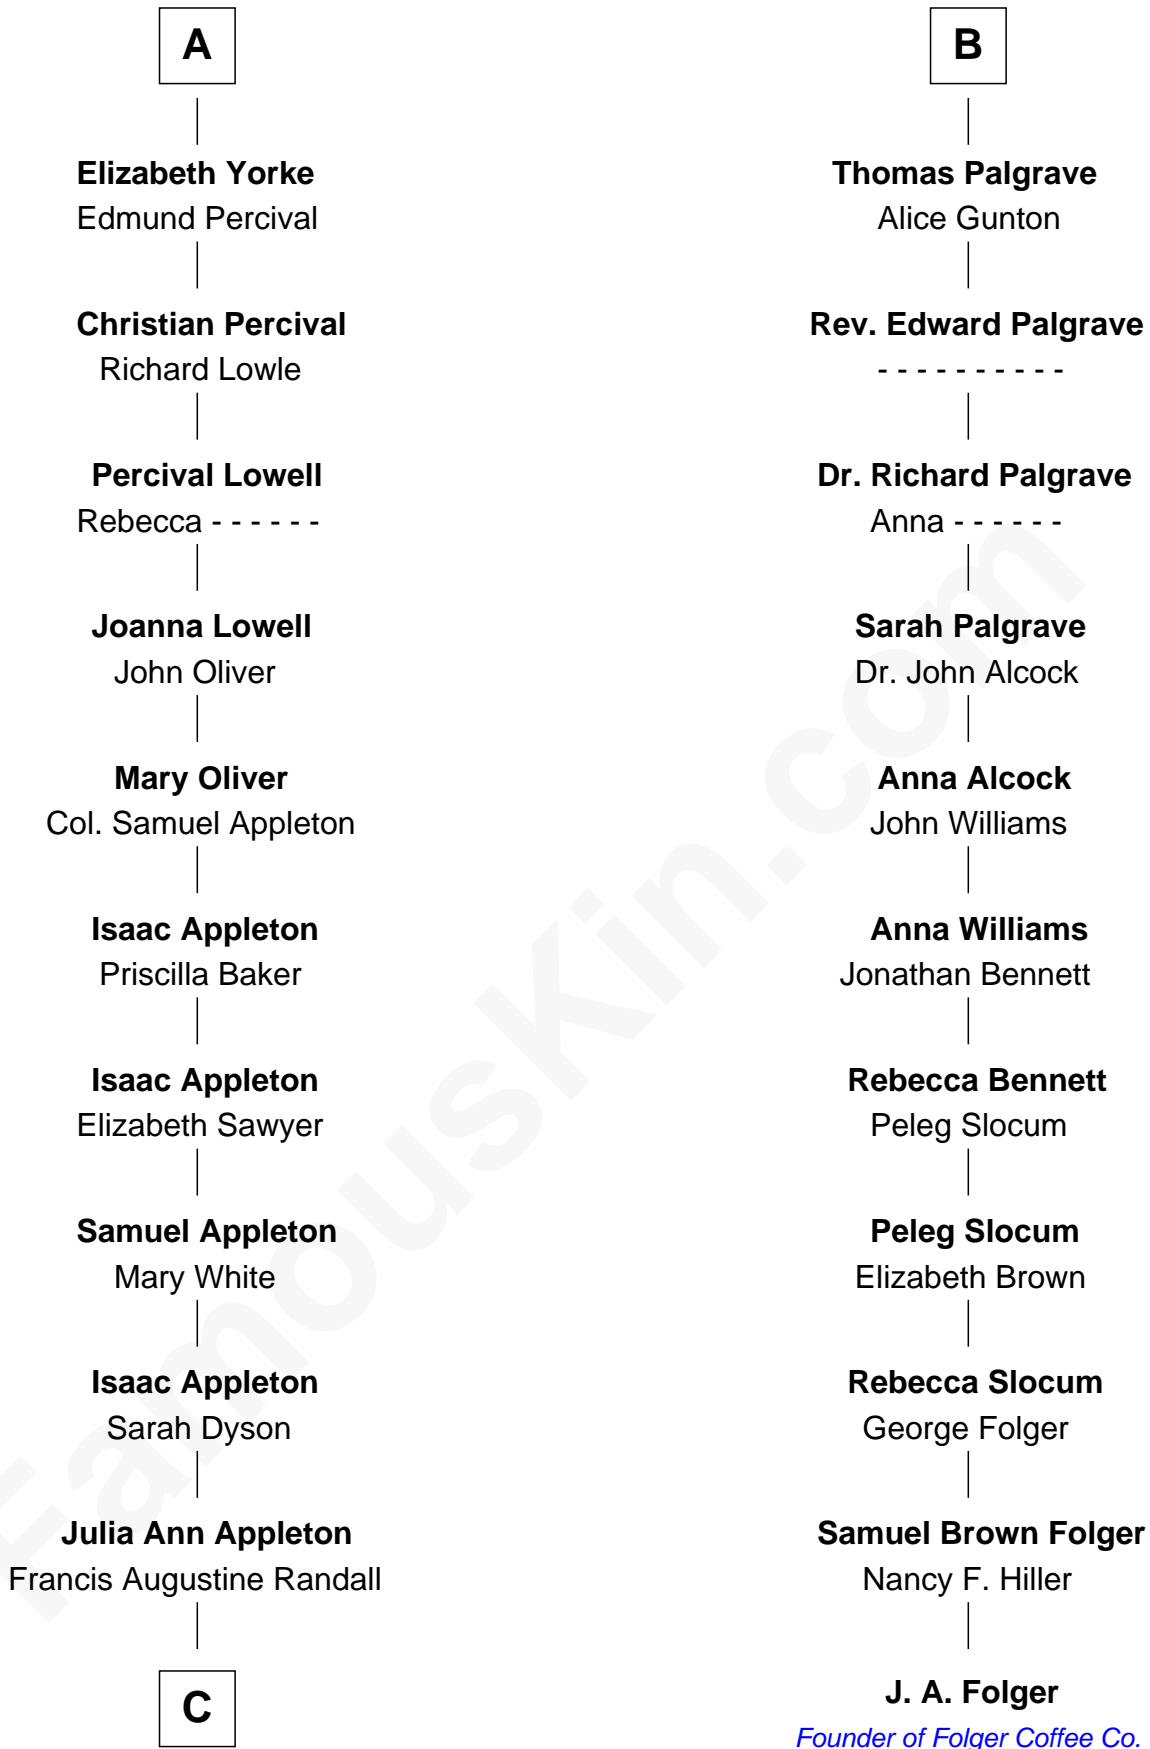 A
Elizabeth Yorke
Edmund Percival
Christian Percival
Richard Lowle
Percival Lowell
Rebecca - - - - - -
Joanna Lowell
John Oliver
Mary Oliver
Col. Samuel Appleton
Isaac Appleton
Priscilla Baker
Isaac Appleton
Elizabeth Sawyer
Samuel Appleton
Mary White
Isaac Appleton
Sarah Dyson
Julia Ann Appleton
Francis Augustine Randall
C
B
Thomas Palgrave
Alice Gunton
Rev. Edward Palgrave
- - - - - - - - - -
Dr. Richard Palgrave
Anna - - - - - -
Sarah Palgrave
Dr. John Alcock
Anna Alcock
John Williams
Anna Williams
Jonathan Bennett
Rebecca Bennett
Peleg Slocum
Peleg Slocum
Elizabeth Brown
Rebecca Slocum
George Folger
Samuel Brown Folger
Nancy F. Hiller
J. A. Folger
Founder of Folger Coffee Co.
FamousKin.com